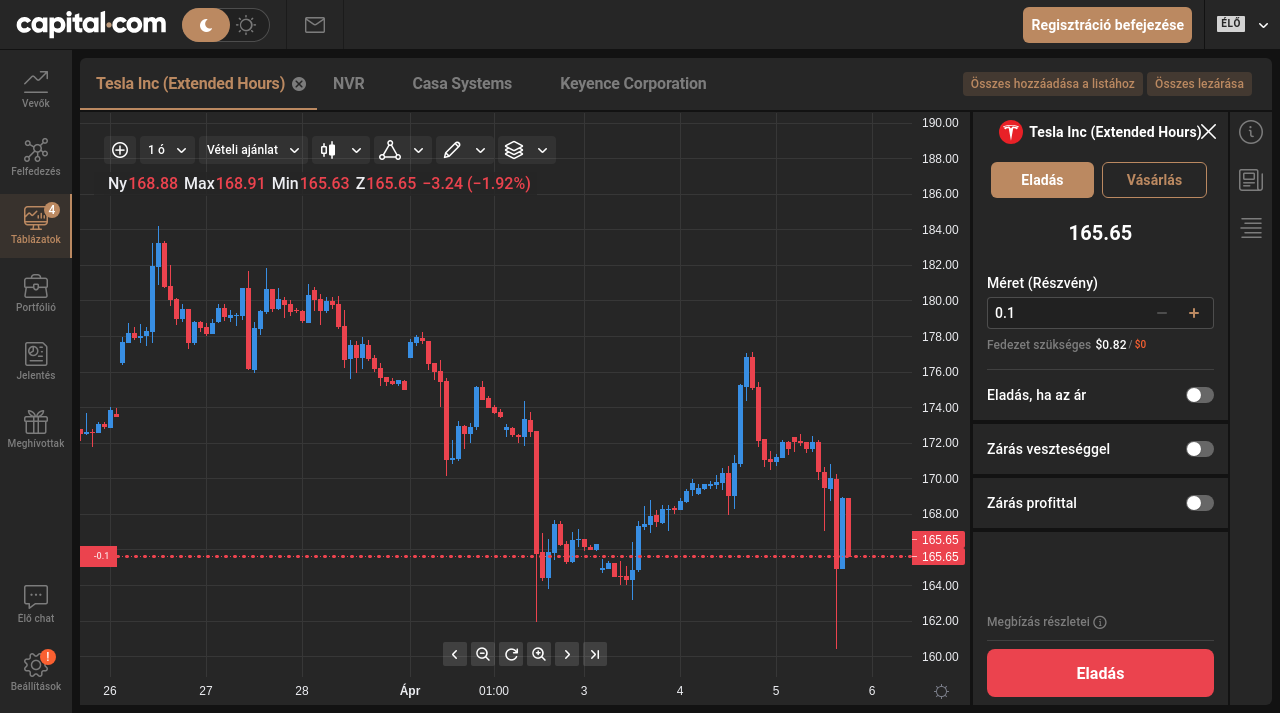 capital.com
Regisztráció befejezése
ÉLŐ
Vevők
Felfedezés
4
Táblázatok
Portfólió
Jelentés
Meghívottak
Elő chat
!
Beállítások
Tesla Inc (Extended Hours)
NVR
Casa Systems
Keyence Corporation
Összes hozzáadása a listához
Összes lezárása
1 ó
Vételi ajánlat
Ny168.88 Max168.91 Min165.63 Z165.65 −3.24 (−1.92%)
190.00
188.00
186.00
184.00
182.00
180.00
178.00
176.00
174.00
172.00
170.00
168.00
165.65
165.65
164.00
162.00
160.00
-0.1
26
27
28
Ápr
01:00
3
4
5
6
Tesla Inc (Extended Hours)
Eladás
Vásárlás
165.65
Méret (Részvény)
0.1
Fedezet szükséges $0.82 / $0
Eladás, ha az ár
Zárás veszteséggel
Zárás profittal
Megbízás részletei
Eladás